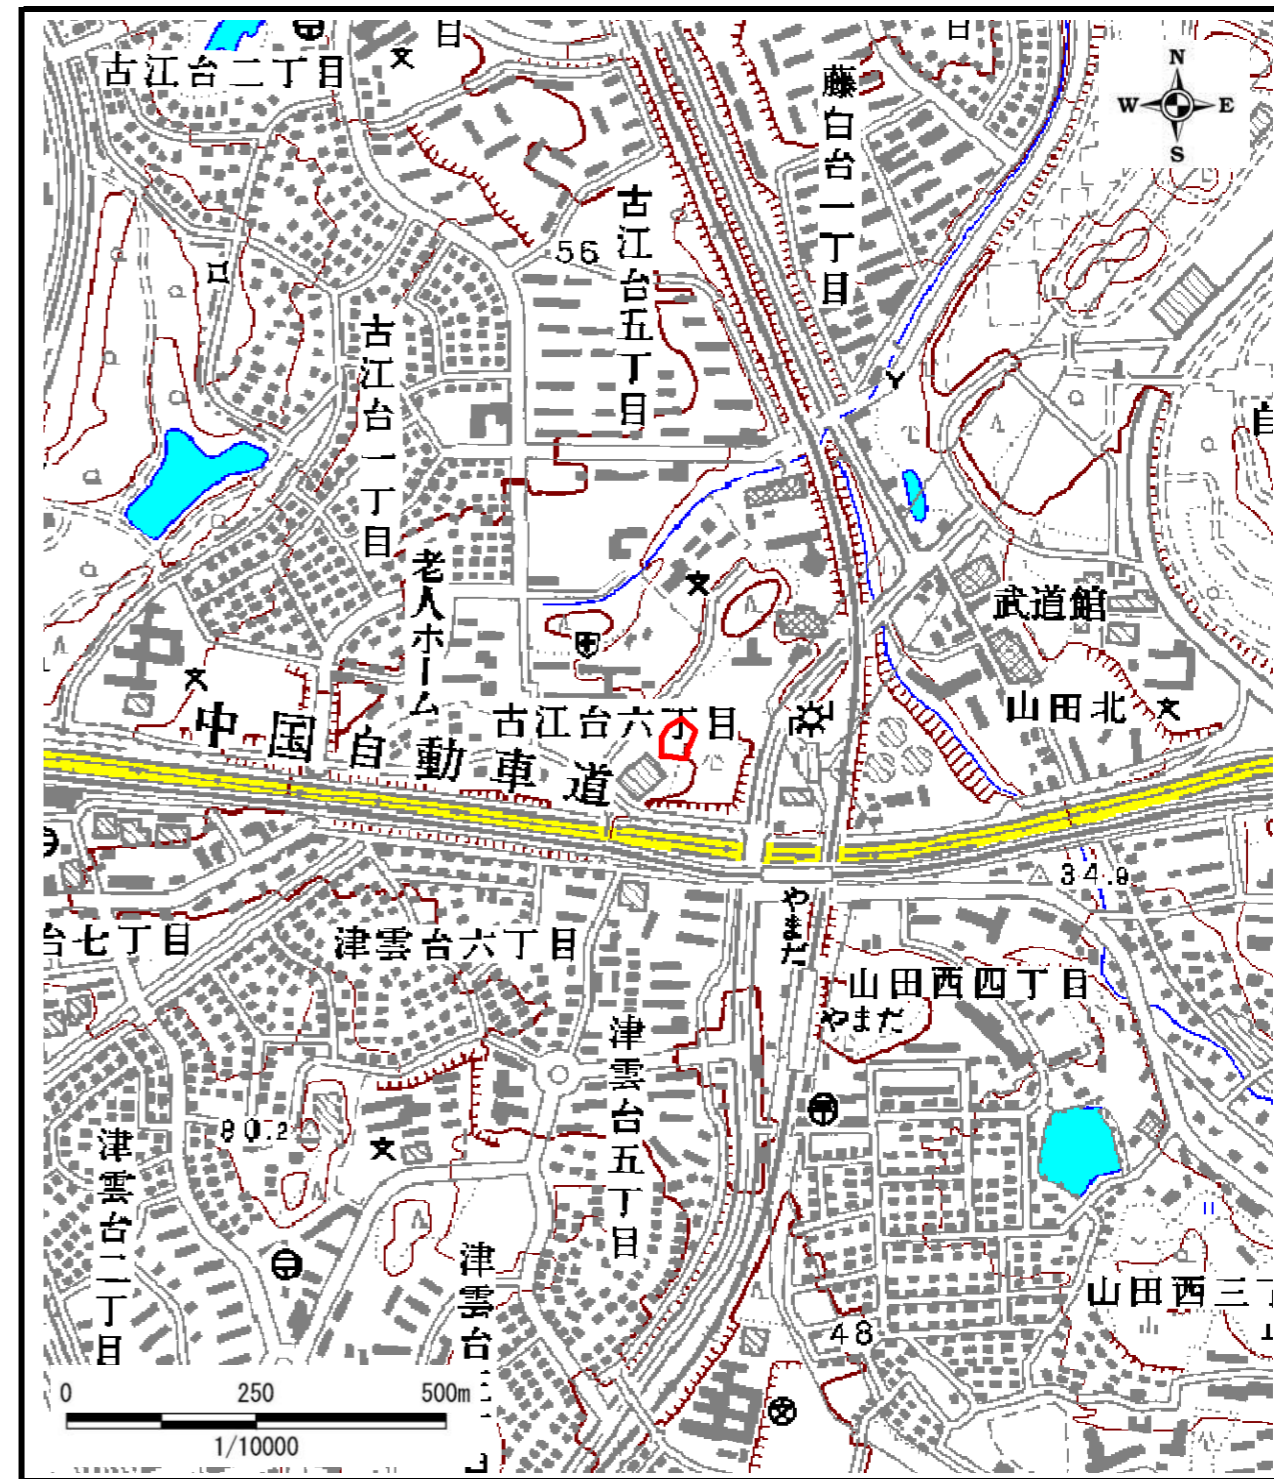 古江台二丁目
目
目
N
W E
S
藤白台一丁目
古江台五丁目
56
古江台一丁目
老人ホーム
武道館
山田北
古江台六丁目
中国自動車道
34.9
やまだ
台七丁目
津雲台六丁目
山田西四丁目
やまだ
津雲台五丁目
80.2
津雲台二丁目
津雲台
山田西三丁
48
0 250 500m
1/10000